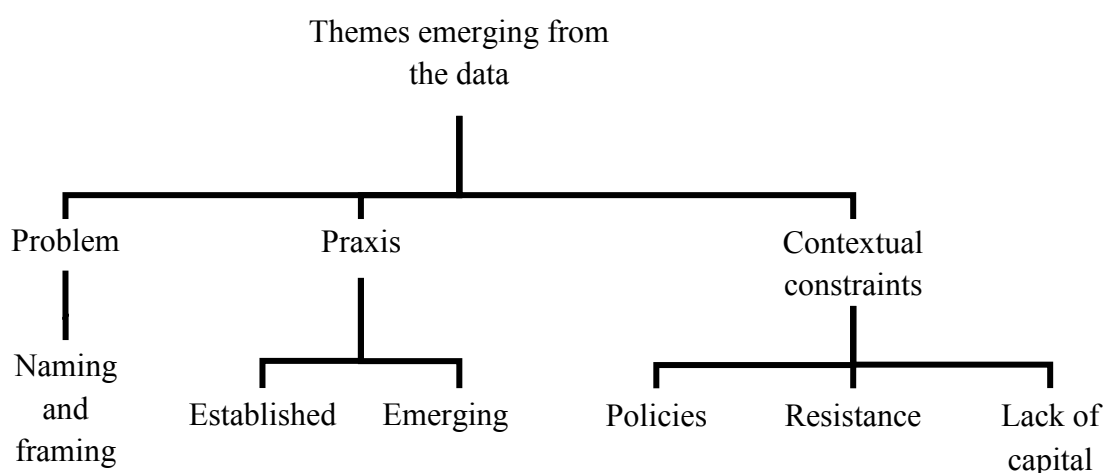 Themes emerging from
the data
Problem
Praxis
Contextual
constraints
Naming
and
framing
Established
Emerging
Policies
Resistance
Lack of
capital